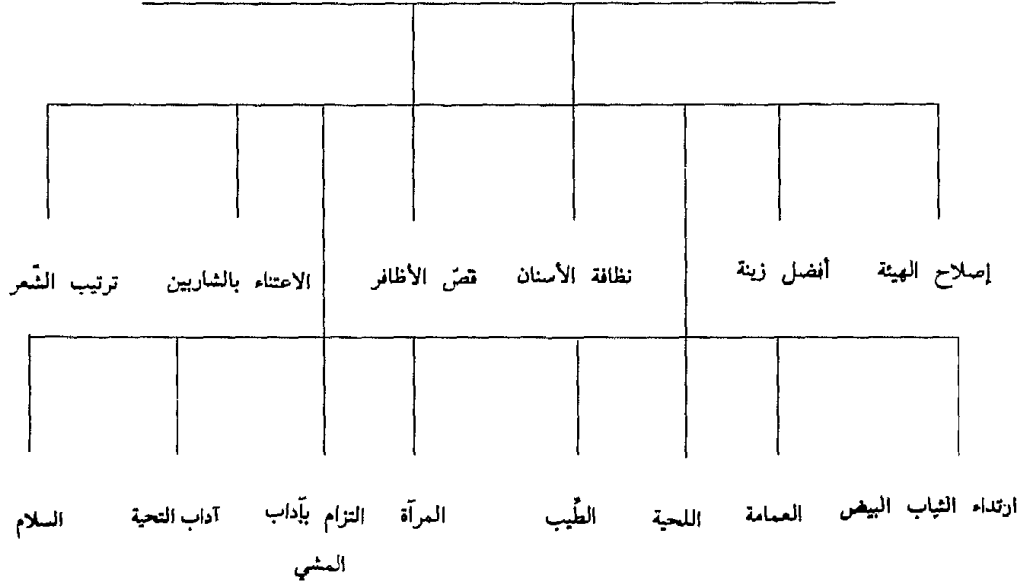 إصلاح الهيئة أفضل زينة نظافة الأسنان قصّ الأظافر الاعتناء بالشاربين ترتيب الشّعر
ارتداء الثياب البيض العمامة اللحية الطِّيب المرآة التزام بآداب آداب التحية السلام
المشي